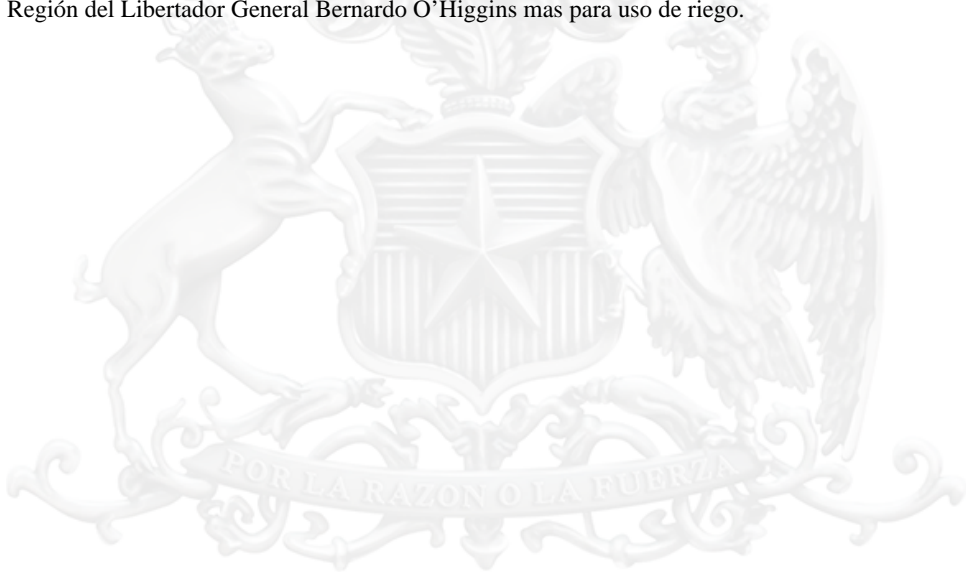 Región del Libertador General Bernardo O’Higgins mas para uso de riego.
POR LA RAZON O LA FUERZA